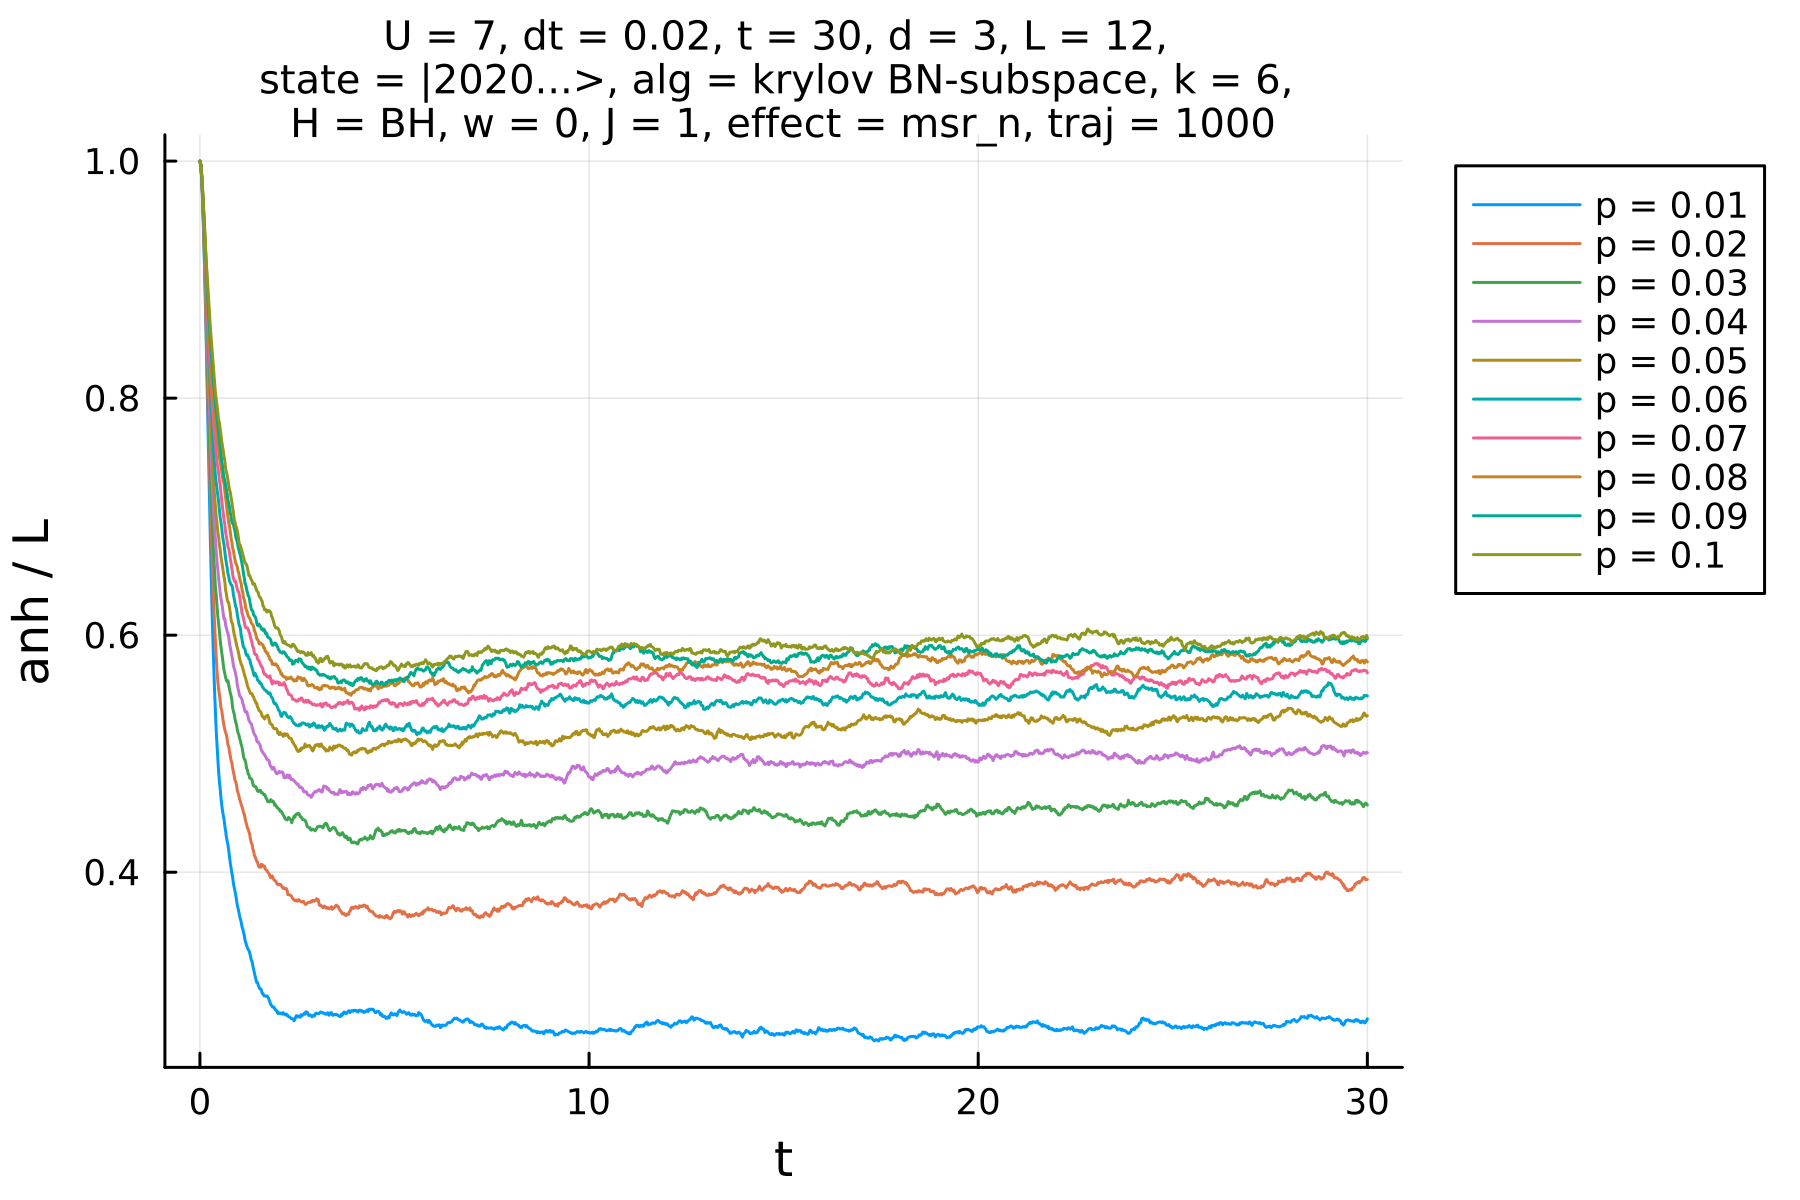 U = 7, dt = 0.02, t = 30, d = 3, L = 12,
state = |2020...>, alg = krylov BN-subspace, k = 6,
H = BH, w = 0, J = 1, effect = msr_n, traj = 1000
1.0
0.8
0.6
0.4
anh / L
0
10
20
30
t
p = 0.01
p = 0.02
p = 0.03
p = 0.04
p = 0.05
p = 0.06
p = 0.07
p = 0.08
p = 0.09
p = 0.1